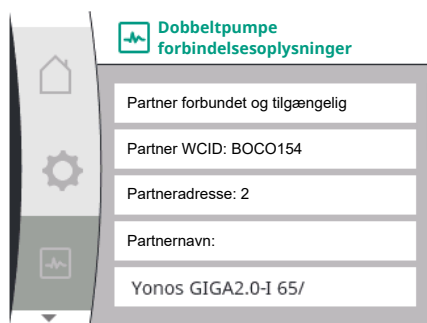 Dobbeltpumpe
forbindelsesoplysninger
Partner forbundet og tilgængelig
Partner WCID: BOCO154
Partneradresse: 2
Partnernavn:
Yonos GIGA2.0-I 65/